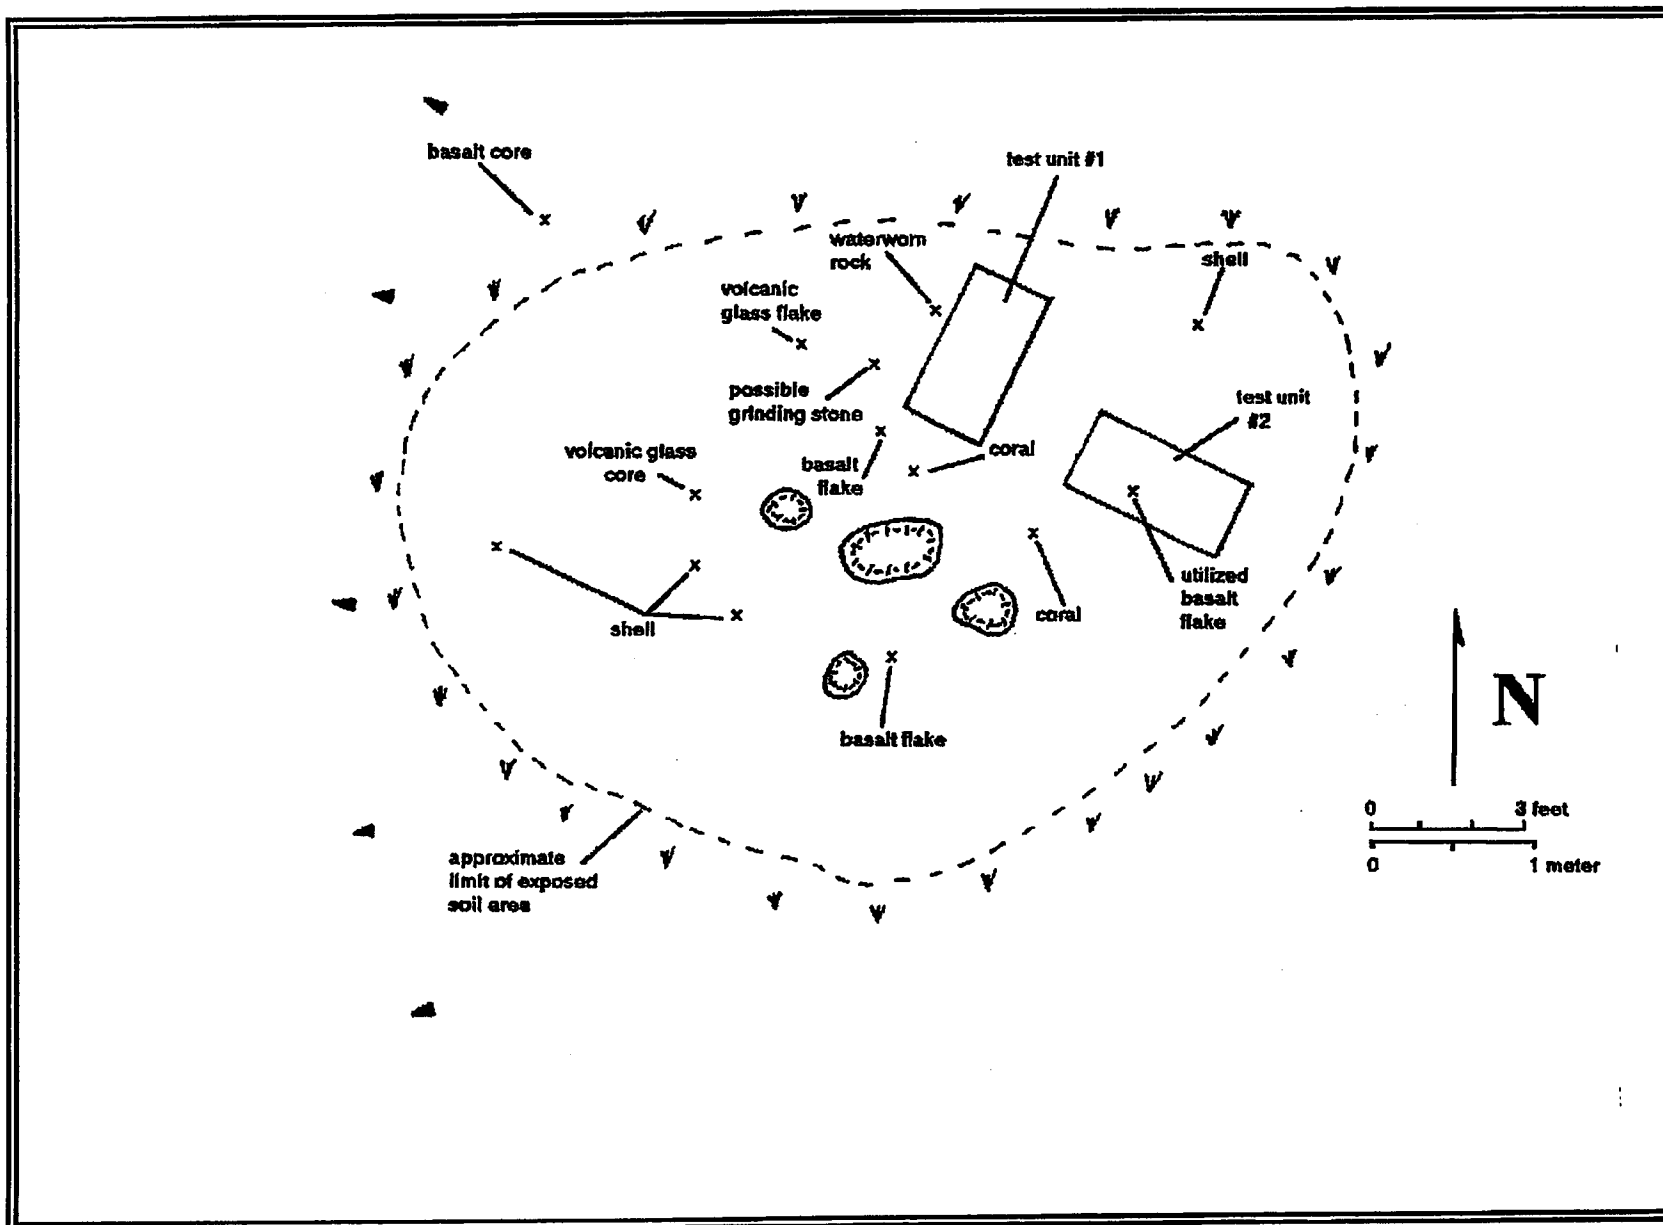 basalt core
test unit #1
waterworn
rock
shell
volcanic
glass flake
possible
grinding stone
test unit
#2
volcanic glass
core
basalt
flake
coral
utilized
basalt
flake
coral
shell
basalt flake
N
0 3 feet
0 1 meter
approximate
limit of exposed
soil area